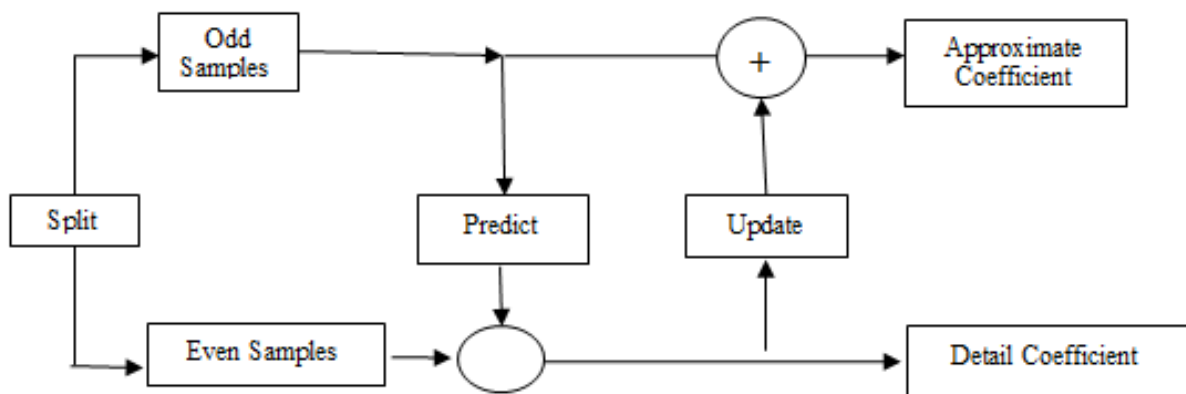 Odd
Samples
+
Approximate
Coefficient
Split
Predict
Update
Even Samples
Detail Coefficient